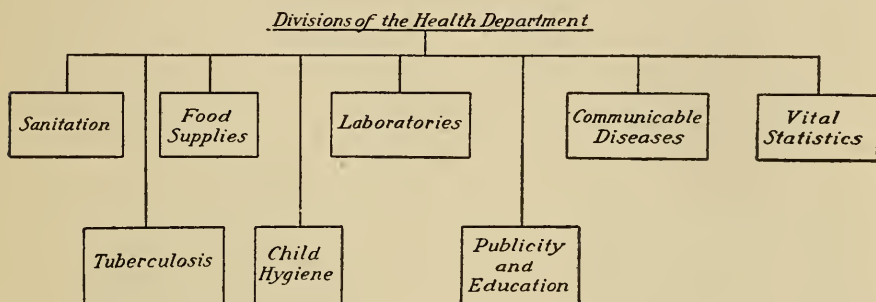 Divisions of the Health Department
Sanitation
Food
Supplies
Laboratories
Communicable
Diseases
Vital
Statistics
Tuberculosis
Child
Hygiene
Publicity
and
Education